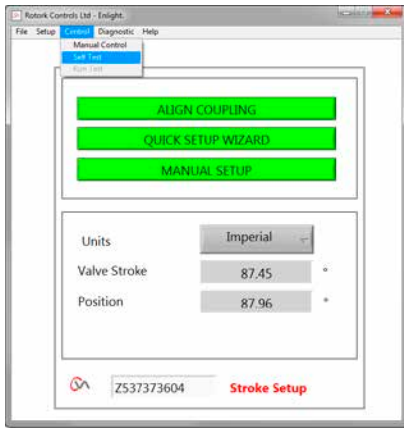 Rotork Controls Ltd - Enlight.
File Setup Control Diagnostic Help
Manual Control
Self Test
Run Test
ALIGN COUPLING
QUICK SETUP WIZARD
MANUAL SETUP
Units Imperial
Valve Stroke 87.45 °
Position 87.96 °
Z537373604 Stroke Setup